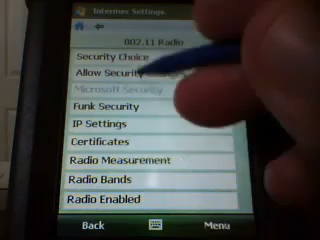 Internec Settings.
802.11 Radio
Security Choice
Allow Security
Microsoft Security
Funk Security
IP Settings
Certificates
Radio Measurement
Radio Bands
Radio Enabled
Back
Menu